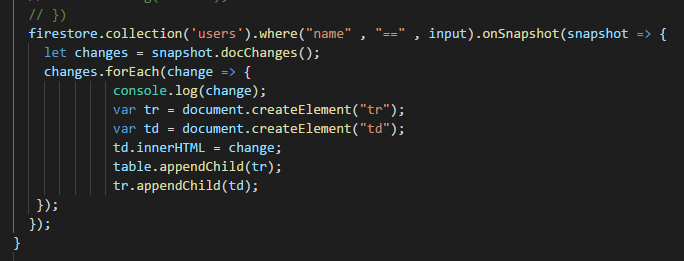 // })
firestore.collection('users').where("name" , "==" , input).onSnapshot(snapshot => {
let changes = snapshot.docChanges();
changes.forEach(change => {
console.log(change);
var tr = document.createElement("tr");
var td = document.createElement("td");
td.innerHTML = change;
table.appendChild(tr);
tr.appendChild(td);
});
});
}